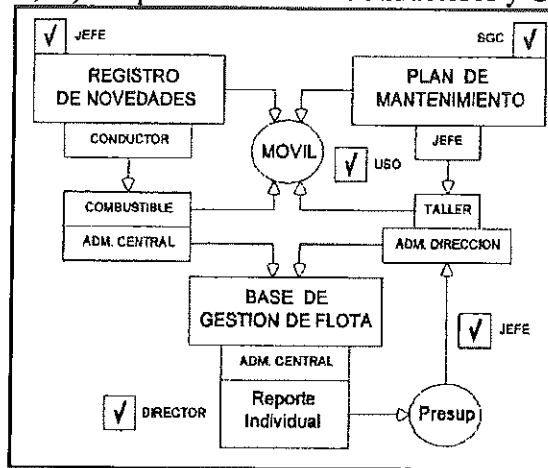 JEFE
SGC
REGISTRO
DE NOVEDADES
PLAN DE
MANTENIMIENTO
CONDUCTOR
JEFE
MOVIL
USO
COMBUSTIBLE
TALLER
ADM. CENTRAL
ADM. DIRECCION
BASE DE
GESTION DE FLOTA
JEFE
ADM. CENTRAL
DIRECTOR
Reporte
Individual
Presup